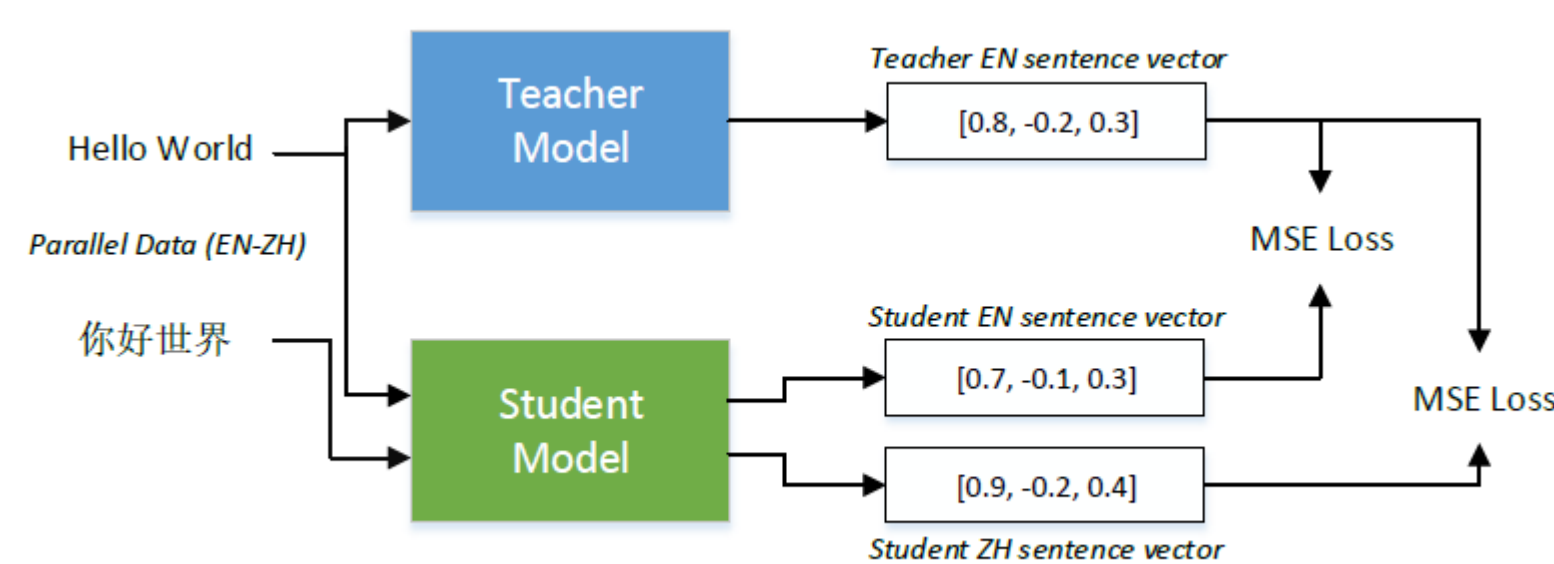 Teacher EN sentence vector
Teacher
Model
[0.8, -0.2, 0.3]
Hello World
Parallel Data (EN-ZH)
MSE Loss
你好世界
Student EN sentence vector
Student
Model
[0.7, -0.1, 0.3]
MSE Loss
[0.9, -0.2, 0.4]
Student ZH sentence vector